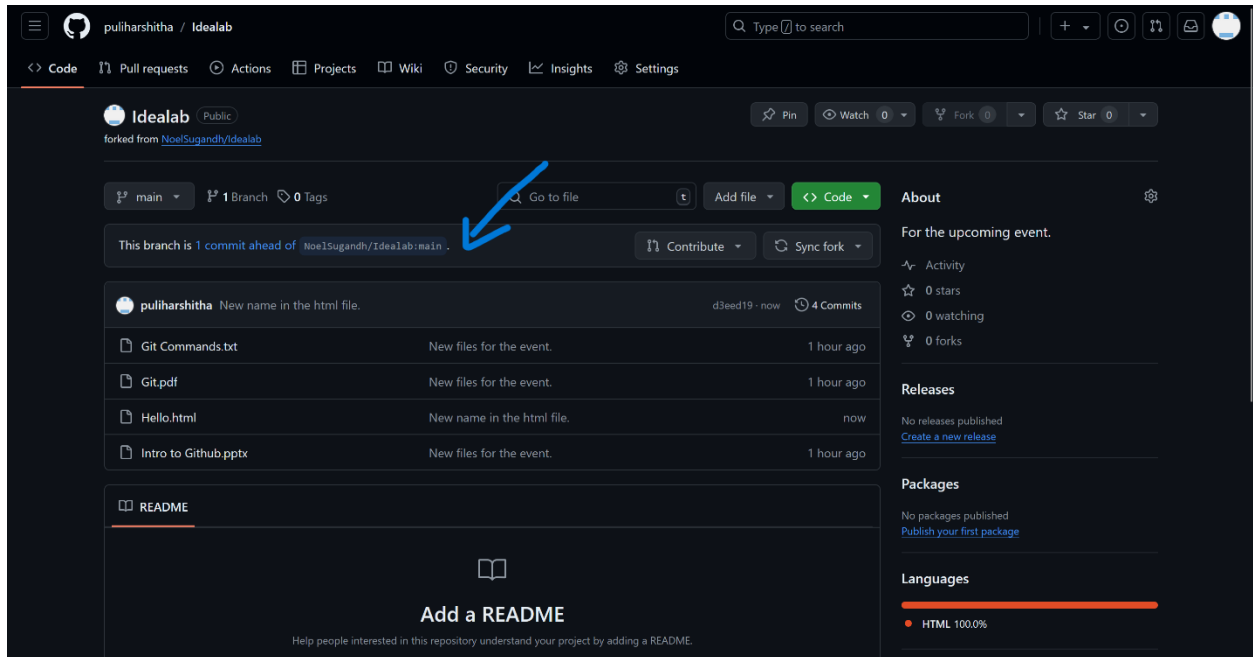 puliharshitha / Idealab
Type / to search
Code Pull requests Actions Projects Wiki Security Insights Settings
Idealab Public
Pin Watch 0 Fork 0 Star 0
forked from NoelSugandh/Idealab
main 1 Branch 0 Tags Go to file t Add file Code
This branch is 1 commit ahead of NoelSugandh/Idealab:main .
Contribute Sync fork
puliharshitha New name in the html file. d3eed19 · now 4 Commits
Git Commands.txt New files for the event. 1 hour ago
Git.pdf New files for the event. 1 hour ago
Hello.html New name in the html file. now
Intro to Github.pptx New files for the event. 1 hour ago
README
Add a README
Help people interested in this repository understand your project by adding a README.
About
For the upcoming event.
Activity
0 stars
0 watching
0 forks
Releases
No releases published
Create a new release
Packages
No packages published
Publish your first package
Languages
HTML 100.0%